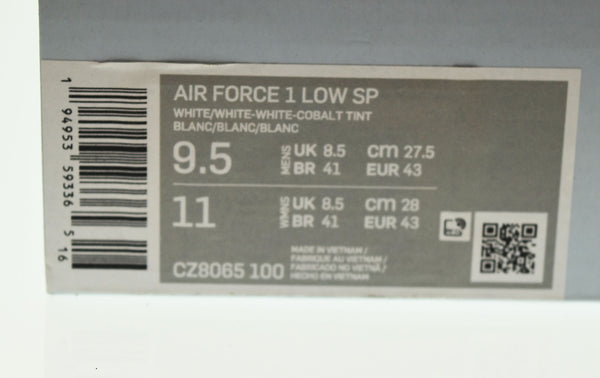 AIR FORCE 1 LOW SP
WHITE/WHITE-WHITE-COBALT TINT
BLANC/BLANC/BLANC
9.5 MENS UK 8.5 cm 27.5
BR 41 EUR 43
11 WMNS UK 8.5 cm 28
BR 41 EUR 43
CZ8065 100
MADE IN VIETNAM /
FABRIQUE AU VIETNAM /
FABRICADO NO VIETNÃ /
HECHO EN VIETNAM
1 94953 59336 5 16